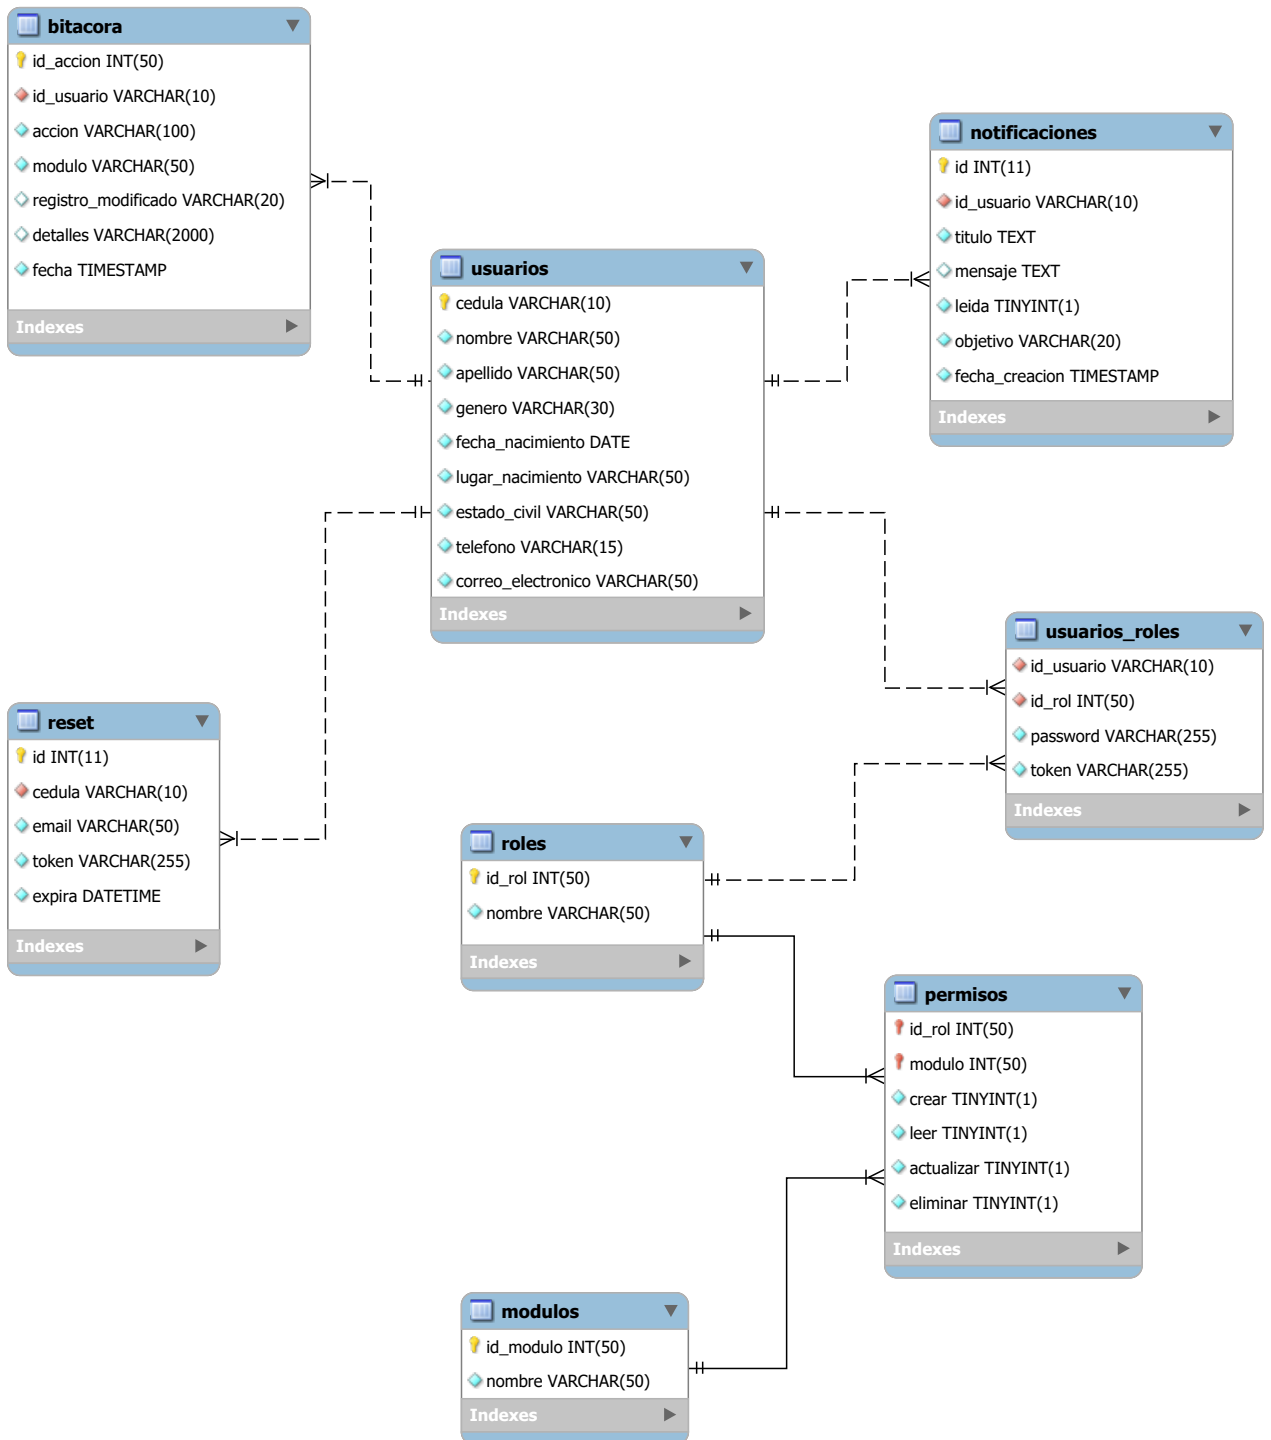 bitacora
id_accion INT(50)
id_usuario VARCHAR(10)
accion VARCHAR(100)
modulo VARCHAR(50)
registro_modificado VARCHAR(20)
detalles VARCHAR(2000)
fecha TIMESTAMP
Indexes
notificaciones
id INT(11)
id_usuario VARCHAR(10)
titulo TEXT
mensaje TEXT
leida TINYINT(1)
objetivo VARCHAR(20)
fecha_creacion TIMESTAMP
Indexes
usuarios
cedula VARCHAR(10)
nombre VARCHAR(50)
apellido VARCHAR(50)
genero VARCHAR(30)
fecha_nacimiento DATE
lugar_nacimiento VARCHAR(50)
estado_civil VARCHAR(50)
telefono VARCHAR(15)
correo_electronico VARCHAR(50)
Indexes
usuarios_roles
id_usuario VARCHAR(10)
id_rol INT(50)
password VARCHAR(255)
token VARCHAR(255)
Indexes
reset
id INT(11)
cedula VARCHAR(10)
email VARCHAR(50)
token VARCHAR(255)
expira DATETIME
Indexes
roles
id_rol INT(50)
nombre VARCHAR(50)
Indexes
permisos
id_rol INT(50)
modulo INT(50)
crear TINYINT(1)
leer TINYINT(1)
actualizar TINYINT(1)
eliminar TINYINT(1)
Indexes
modulos
id_modulo INT(50)
nombre VARCHAR(50)
Indexes